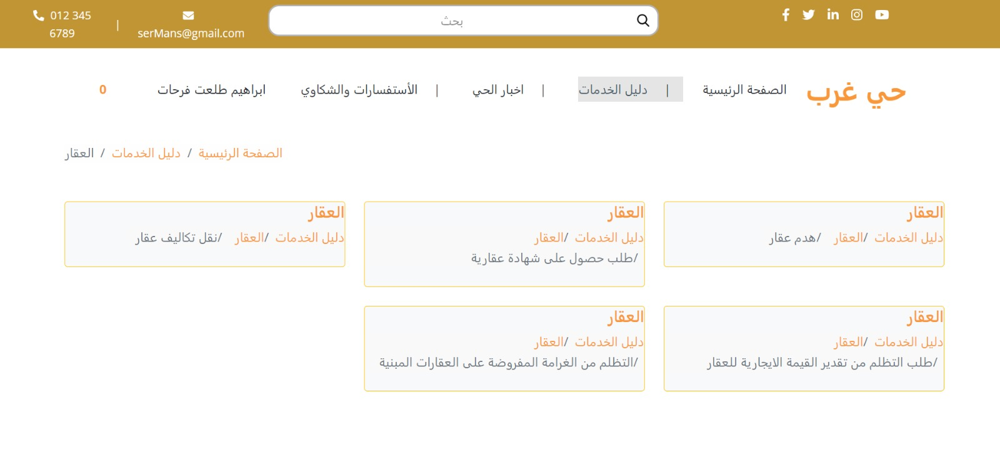 012 345
6789
|
serMans@gmail.com
بحث
حي غرب
الصفحة الرئيسية
| دليل الخدمات
| اخبار الحي
| الأستفسارات والشكاوي
ابراهيم طلعت فرحات
0
الصفحة الرئيسية / دليل الخدمات / العقار
العقار
دليل الخدمات /العقار /هدم عقار
العقار
دليل الخدمات /العقار
/طلب حصول على شهادة عقارية
العقار
دليل الخدمات /العقار /نقل تكاليف عقار
العقار
دليل الخدمات /العقار
/طلب التظلم من تقدير القيمة الايجارية للعقار
العقار
دليل الخدمات /العقار
/التظلم من الغرامة المفروضة على العقارات المبنية